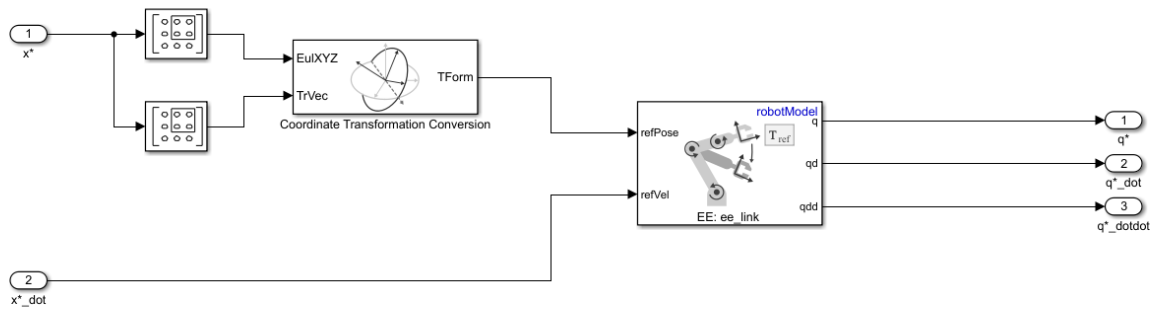 1
x*
EulXYZ
TrVec
TForm
Coordinate Transformation Conversion
refPose
refVel
robotModel
T ref
q
qd
qdd
EE: ee_link
1
q*
2
q*_dot
3
q*_dotdot
2
x*_dot